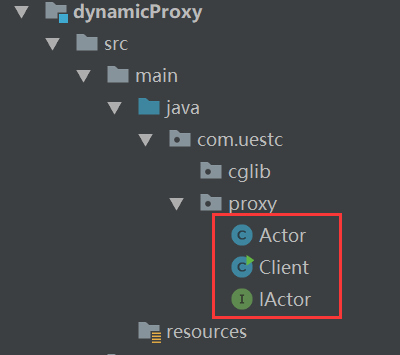 dynamicProxy
src
main
java
com.uestc
cglib
proxy
C Actor
C Client
I IActor
resources